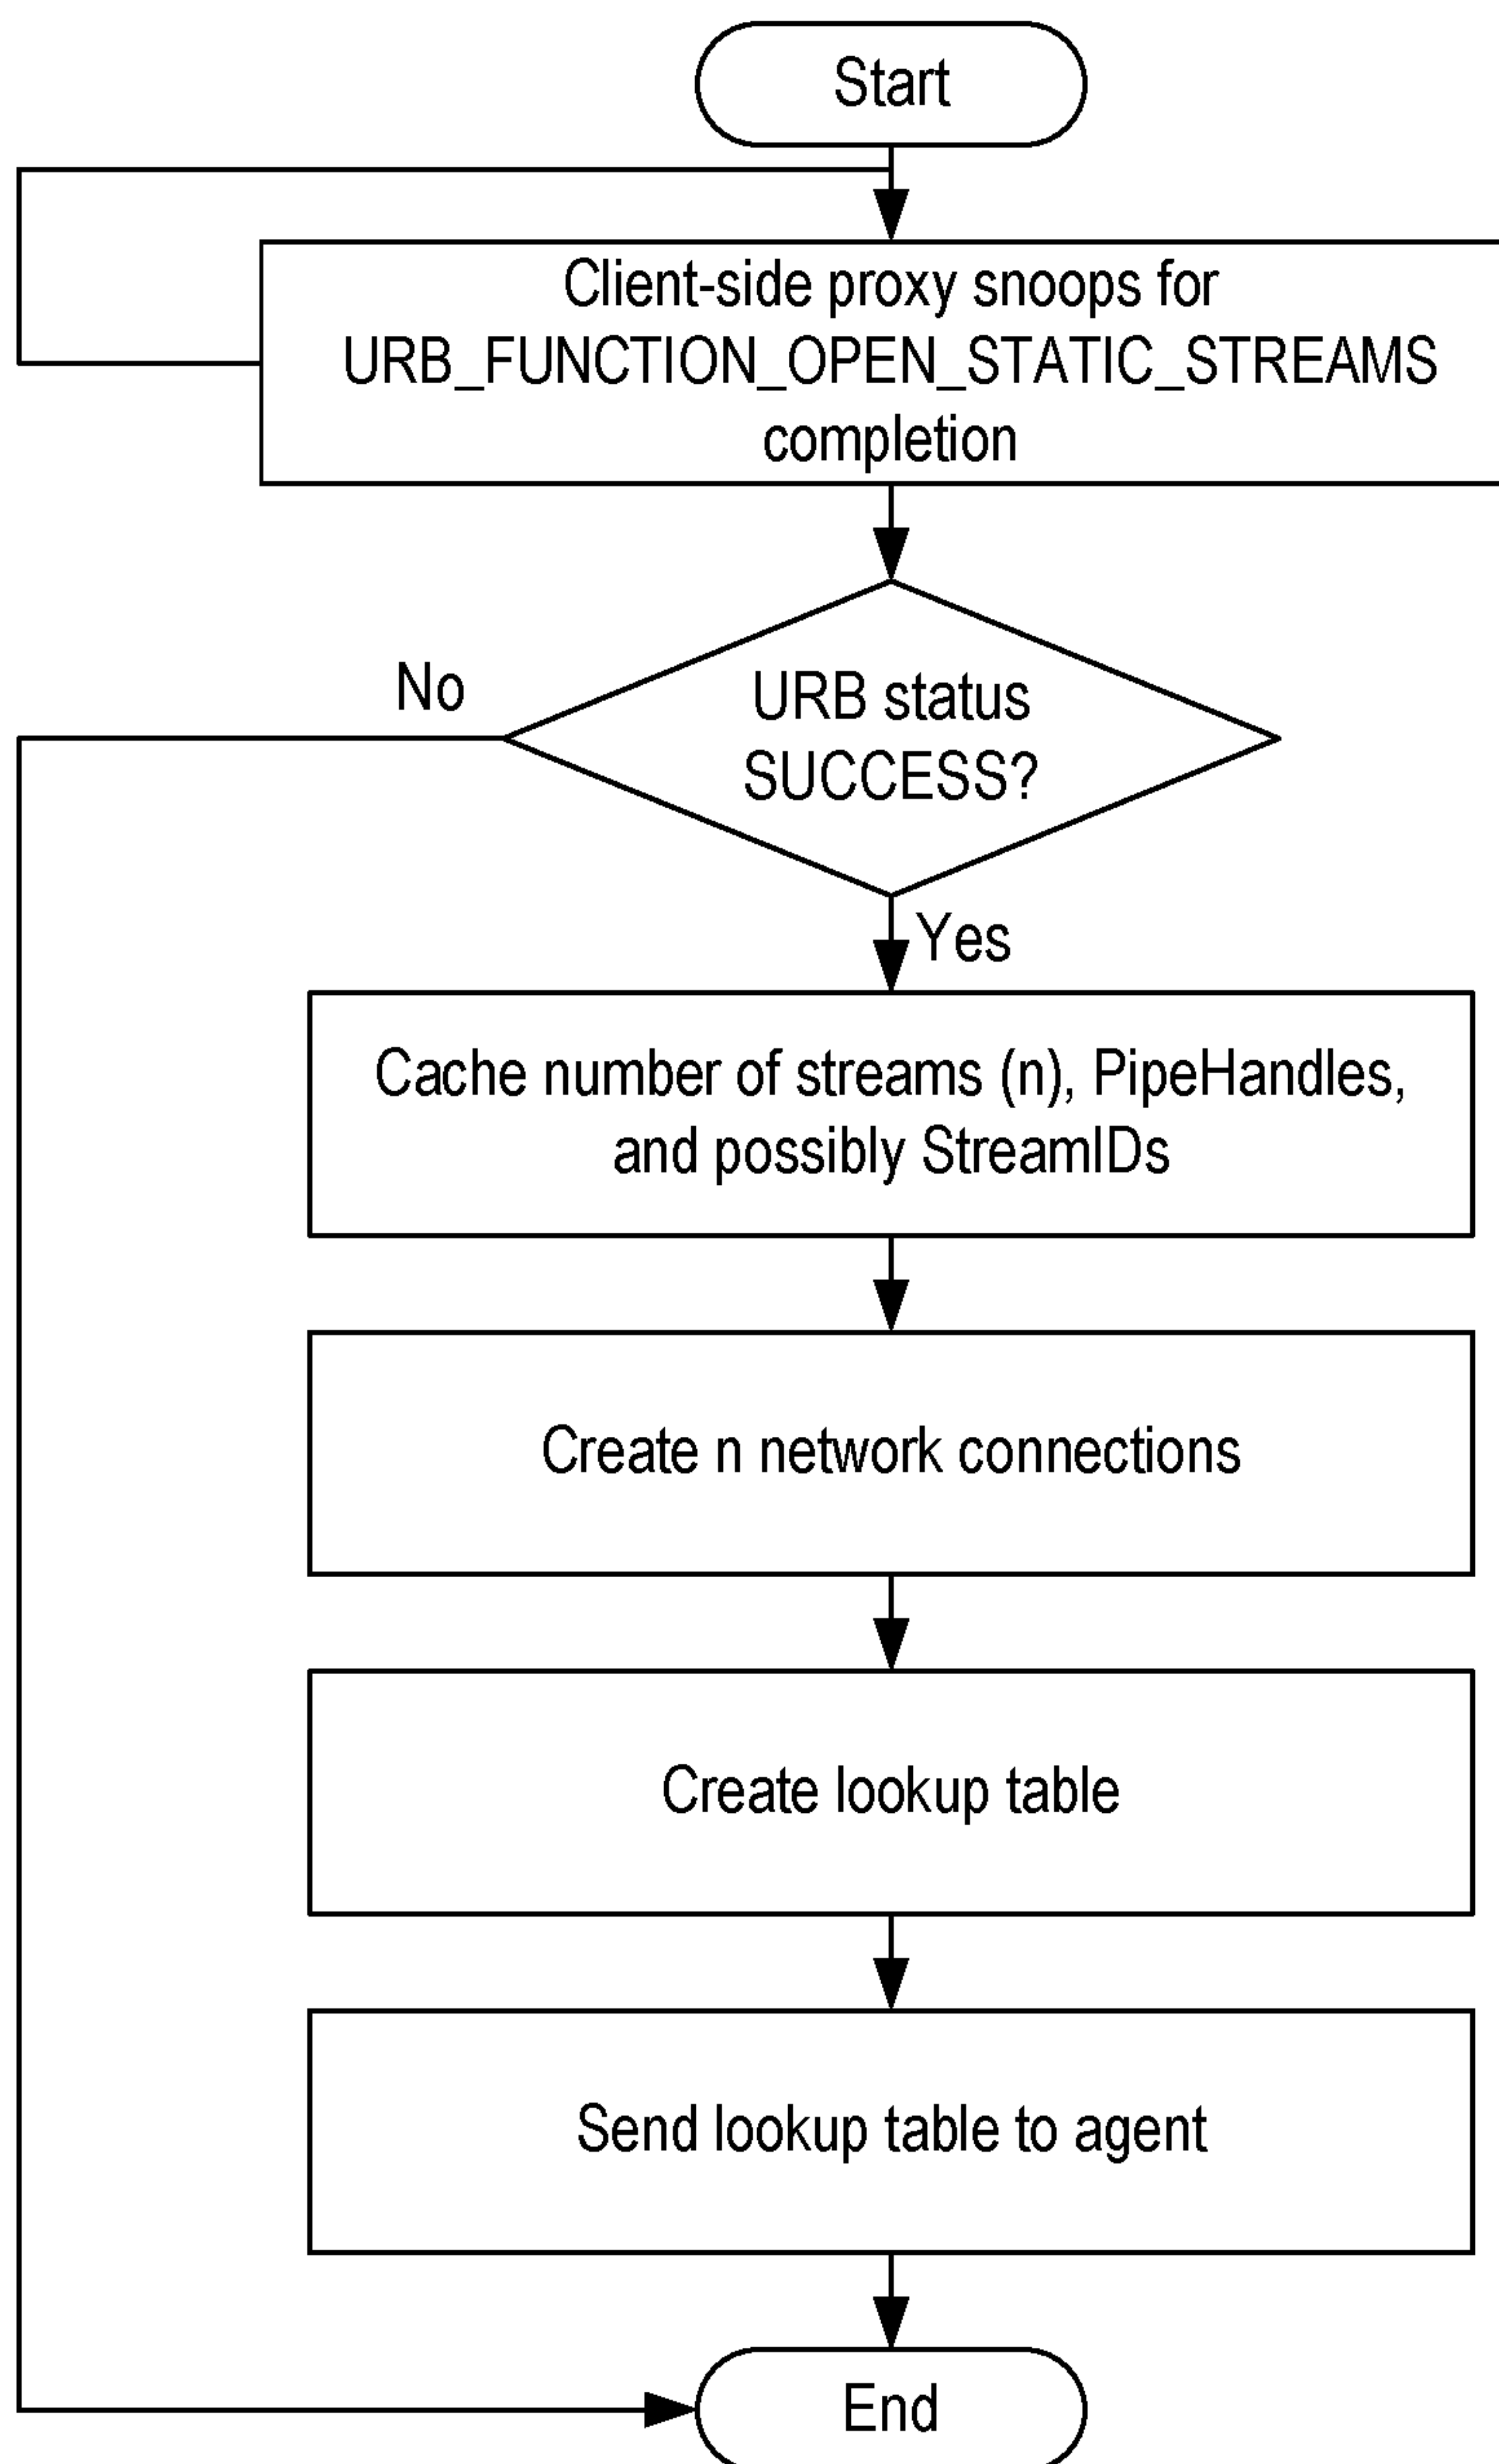 Start
Client-side proxy snoops for
URB_FUNCTION_OPEN_STATIC_STREAMS
completion
No
URB status
SUCCESS?
Yes
Cache number of streams (n), PipeHandles,
and possibly StreamIDs
Create n network connections
Create lookup table
Send lookup table to agent
End